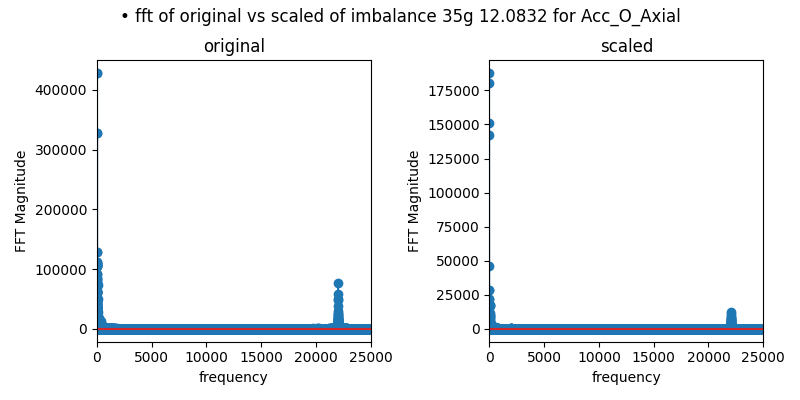 • fft of original vs scaled of imbalance 35g 12.0832 for Acc_O_Axial
original
scaled
FFT Magnitude
400000
300000
200000
100000
0
0 5000 10000 15000 20000 25000
frequency
FFT Magnitude
175000
150000
125000
100000
75000
50000
25000
0
0 5000 10000 15000 20000 25000
frequency